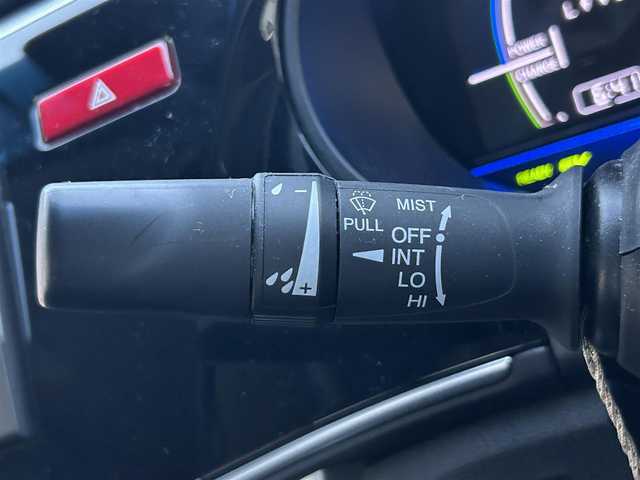 POWER
CHARGE
MIST
PULL
OFF
INT
LO
HI
− 
+